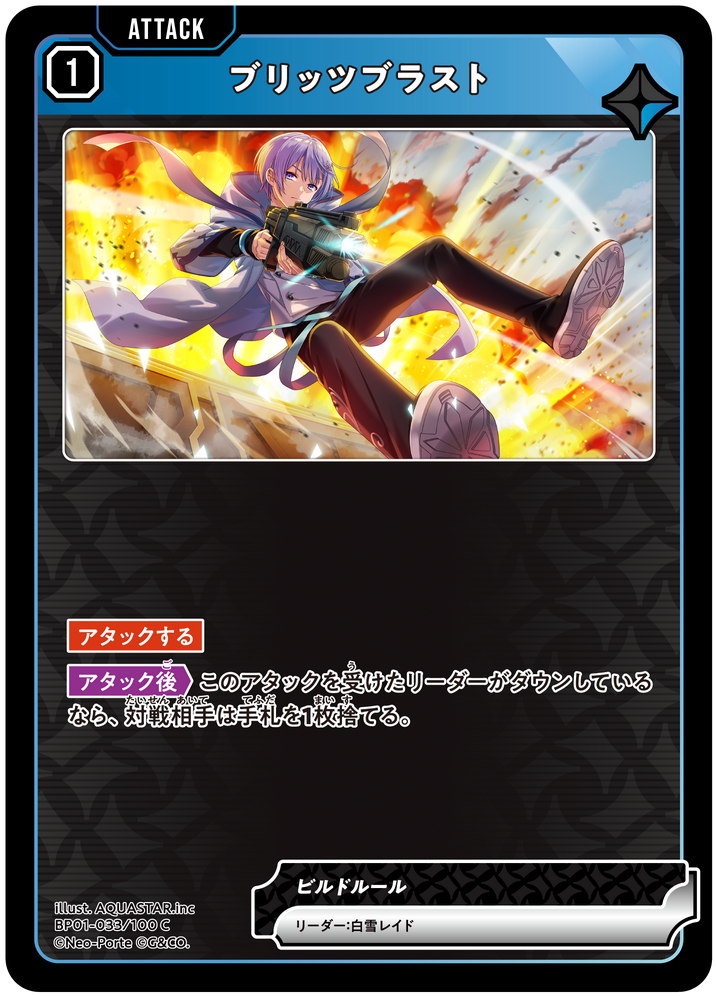 ATTACK
1
ブリッツブラスト
アタックする
アタック後 このアタックを受けたリーダーがダウンしている
なら、対戦相手は手札を1枚捨てる。
ビルドルール
リーダー:白雪レイド
illust. AQUASTAR.inc
BP01-033/100 C
©Neo-Porte ©G&CO.